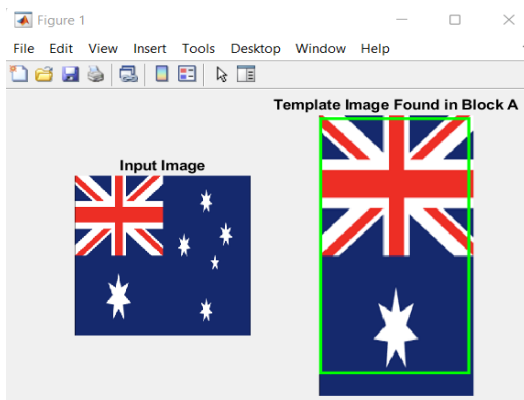 Figure 1
File Edit View Insert Tools Desktop Window Help
Template Image Found in Block A
Input Image